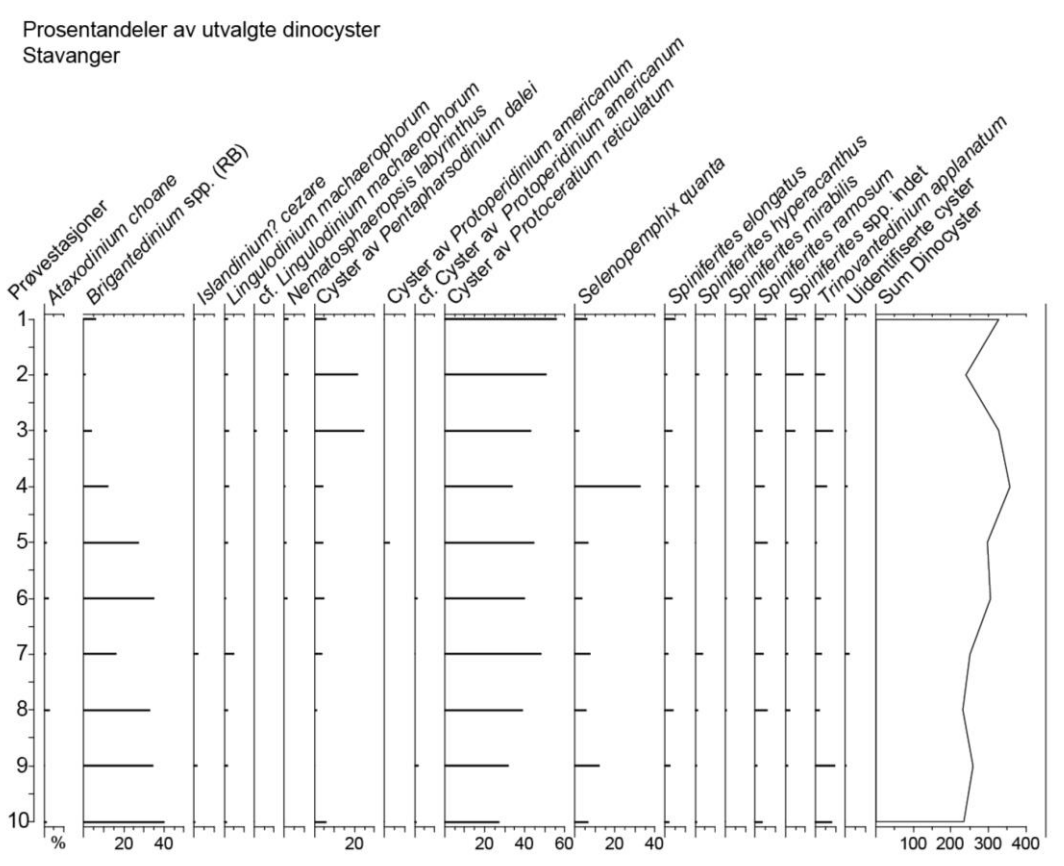 Prosentandeler av utvalgte dinocyster
Stavanger
Prøvestasjoner
Ataxodinium choane
Brigantedinium spp. (RB)
Islandinium? cezare
Lingulodinium machaerophorum
cf. Lingulodinium machaerophorum
Nematosphaeropsis labyrinthus
Cyster av Pentapharsodinium dalei
Cyster av Protoperidinium americanum
cf. Cyster av Protoperidinium americanum
Cyster av Protoceratium reticulatum
Selenopemphix quanta
Spiniferites elongatus
Spiniferites hyperacanthus
Spiniferites mirabilis
Spiniferites ramosum
Spiniferites spp. indet
Trinovantedinium applanatum
Uidentifiserte cyster
Sum Dinocyster
1
2
3
4
5
6
7
8
9
10
% 20 40 20 20 40 60 20 40 100 200 300 400